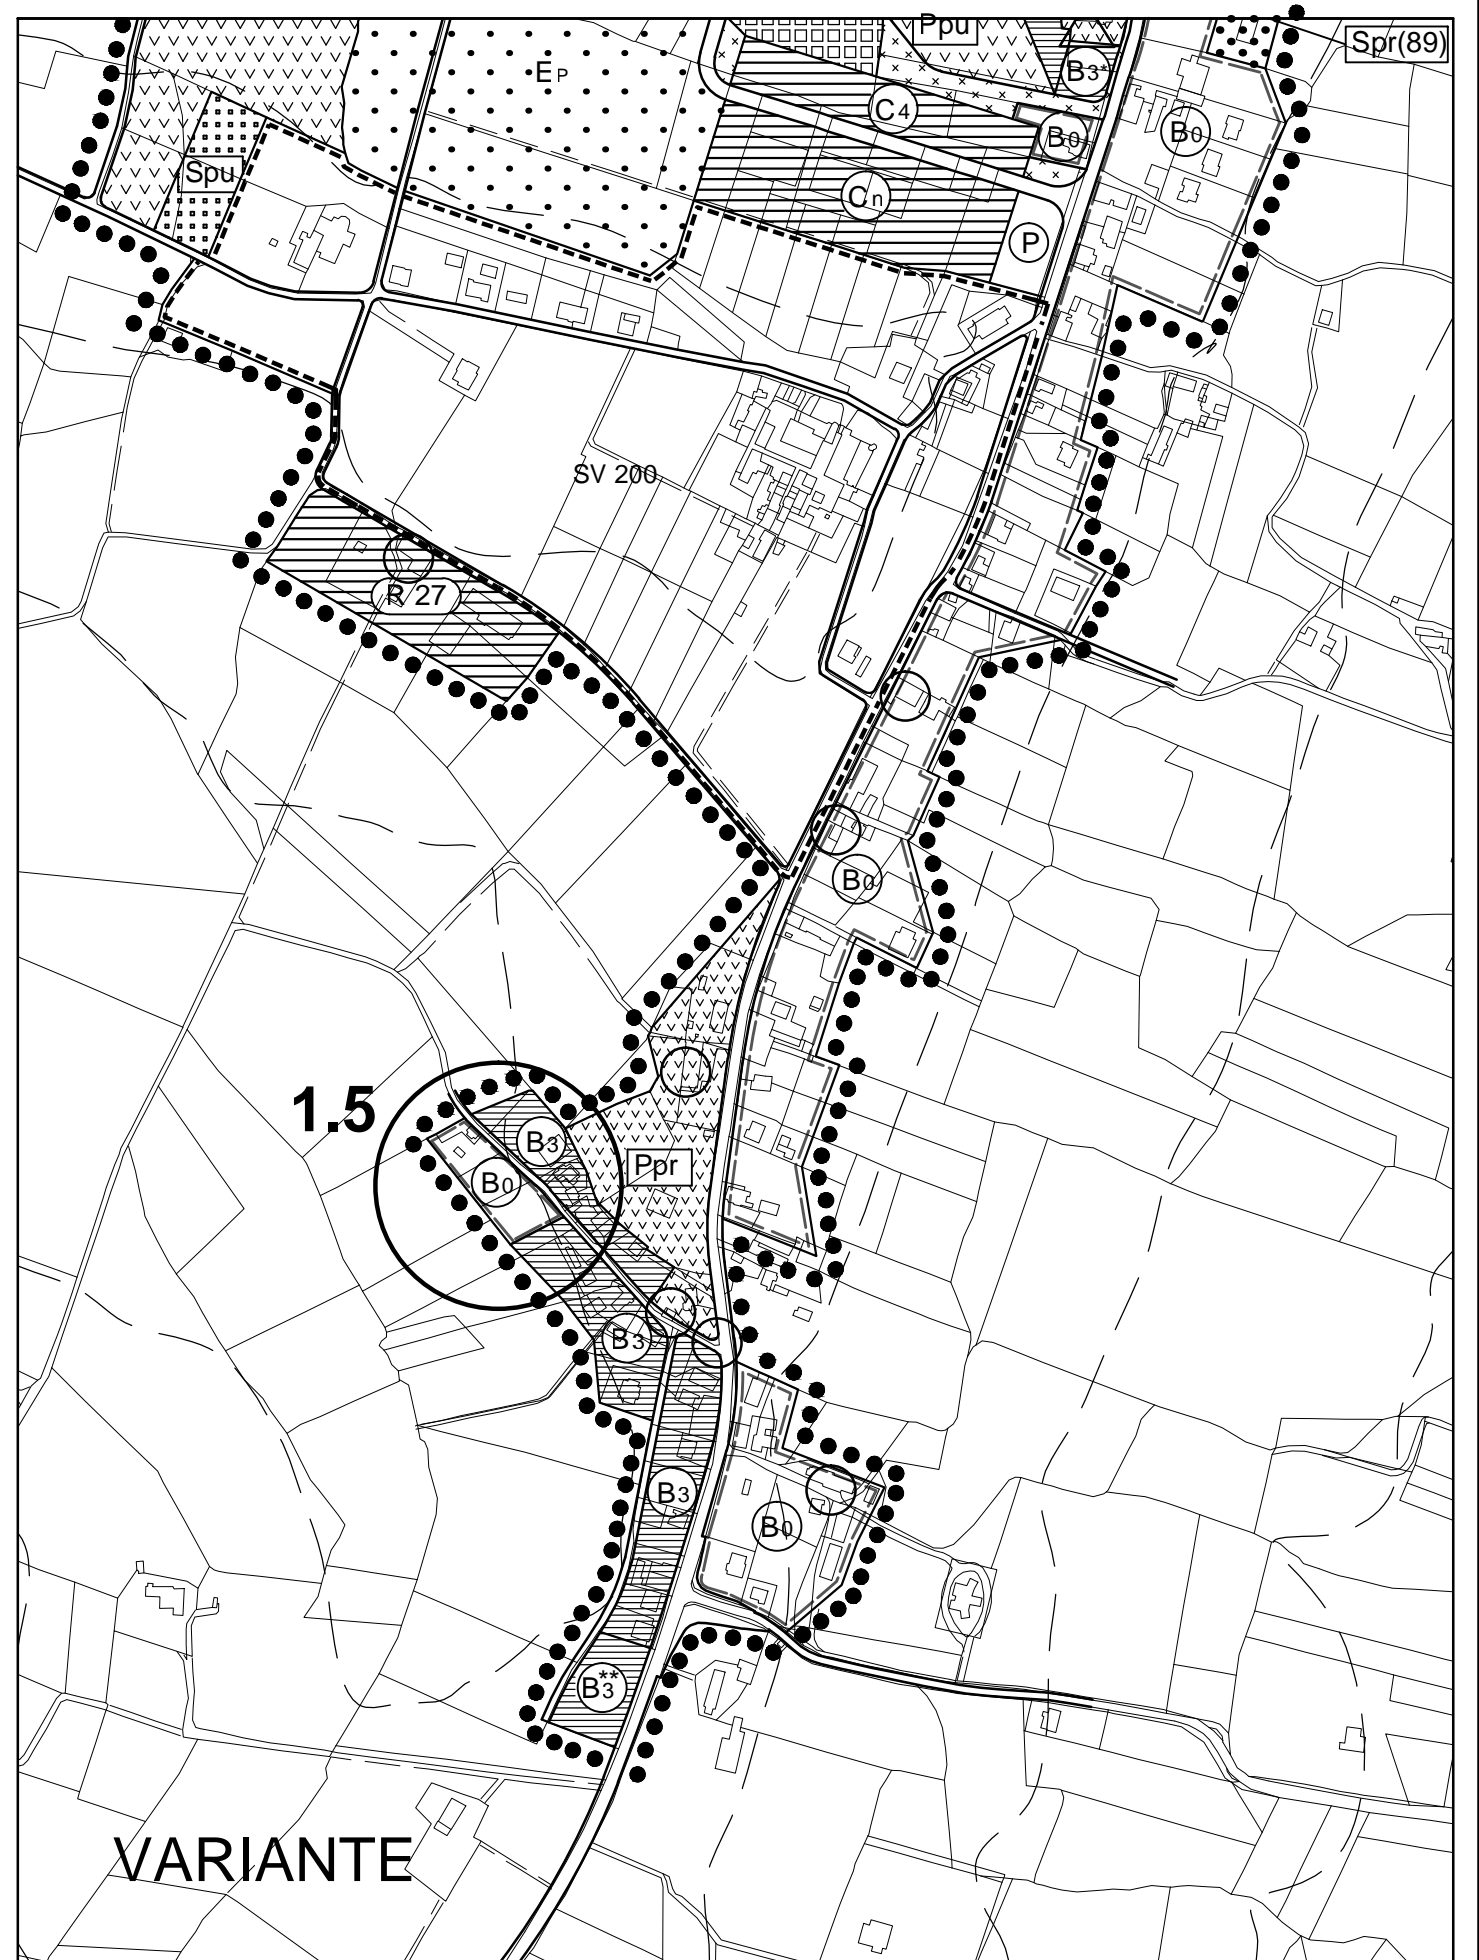 Ppu
Spr(89)
EP
B3*
C4
B0
B0
Spu
Cn
P
SV 200
R 27
B0
1.5
B3
Ppr
B0
B3
B3
B0
B3**
VARIANTE